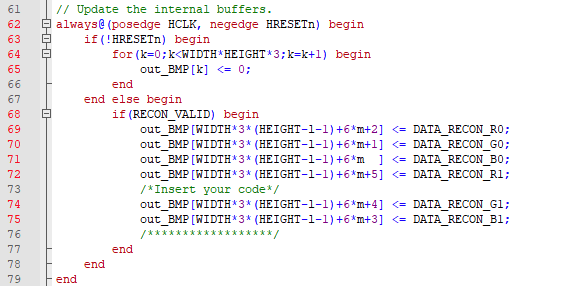 61 // Update the internal buffers.
62 always@(posedge HCLK, negedge HRESETn) begin
63 if(!HRESETn) begin
64 for(k=0;k<WIDTH*HEIGHT*3;k=k+1) begin
65 out_BMP[k] <= 0;
66 end
67 end else begin
68 if(RECON_VALID) begin
69 out_BMP[WIDTH*3*(HEIGHT-l-1)+6*m+2] <= DATA_RECON_R0;
70 out_BMP[WIDTH*3*(HEIGHT-l-1)+6*m+1] <= DATA_RECON_G0;
71 out_BMP[WIDTH*3*(HEIGHT-l-1)+6*m  ] <= DATA_RECON_B0;
72 out_BMP[WIDTH*3*(HEIGHT-l-1)+6*m+5] <= DATA_RECON_R1;
73 /*Insert your code*/
74 out_BMP[WIDTH*3*(HEIGHT-l-1)+6*m+4] <= DATA_RECON_G1;
75 out_BMP[WIDTH*3*(HEIGHT-l-1)+6*m+3] <= DATA_RECON_B1;
76 /******************/
77 end
78 end
79 end